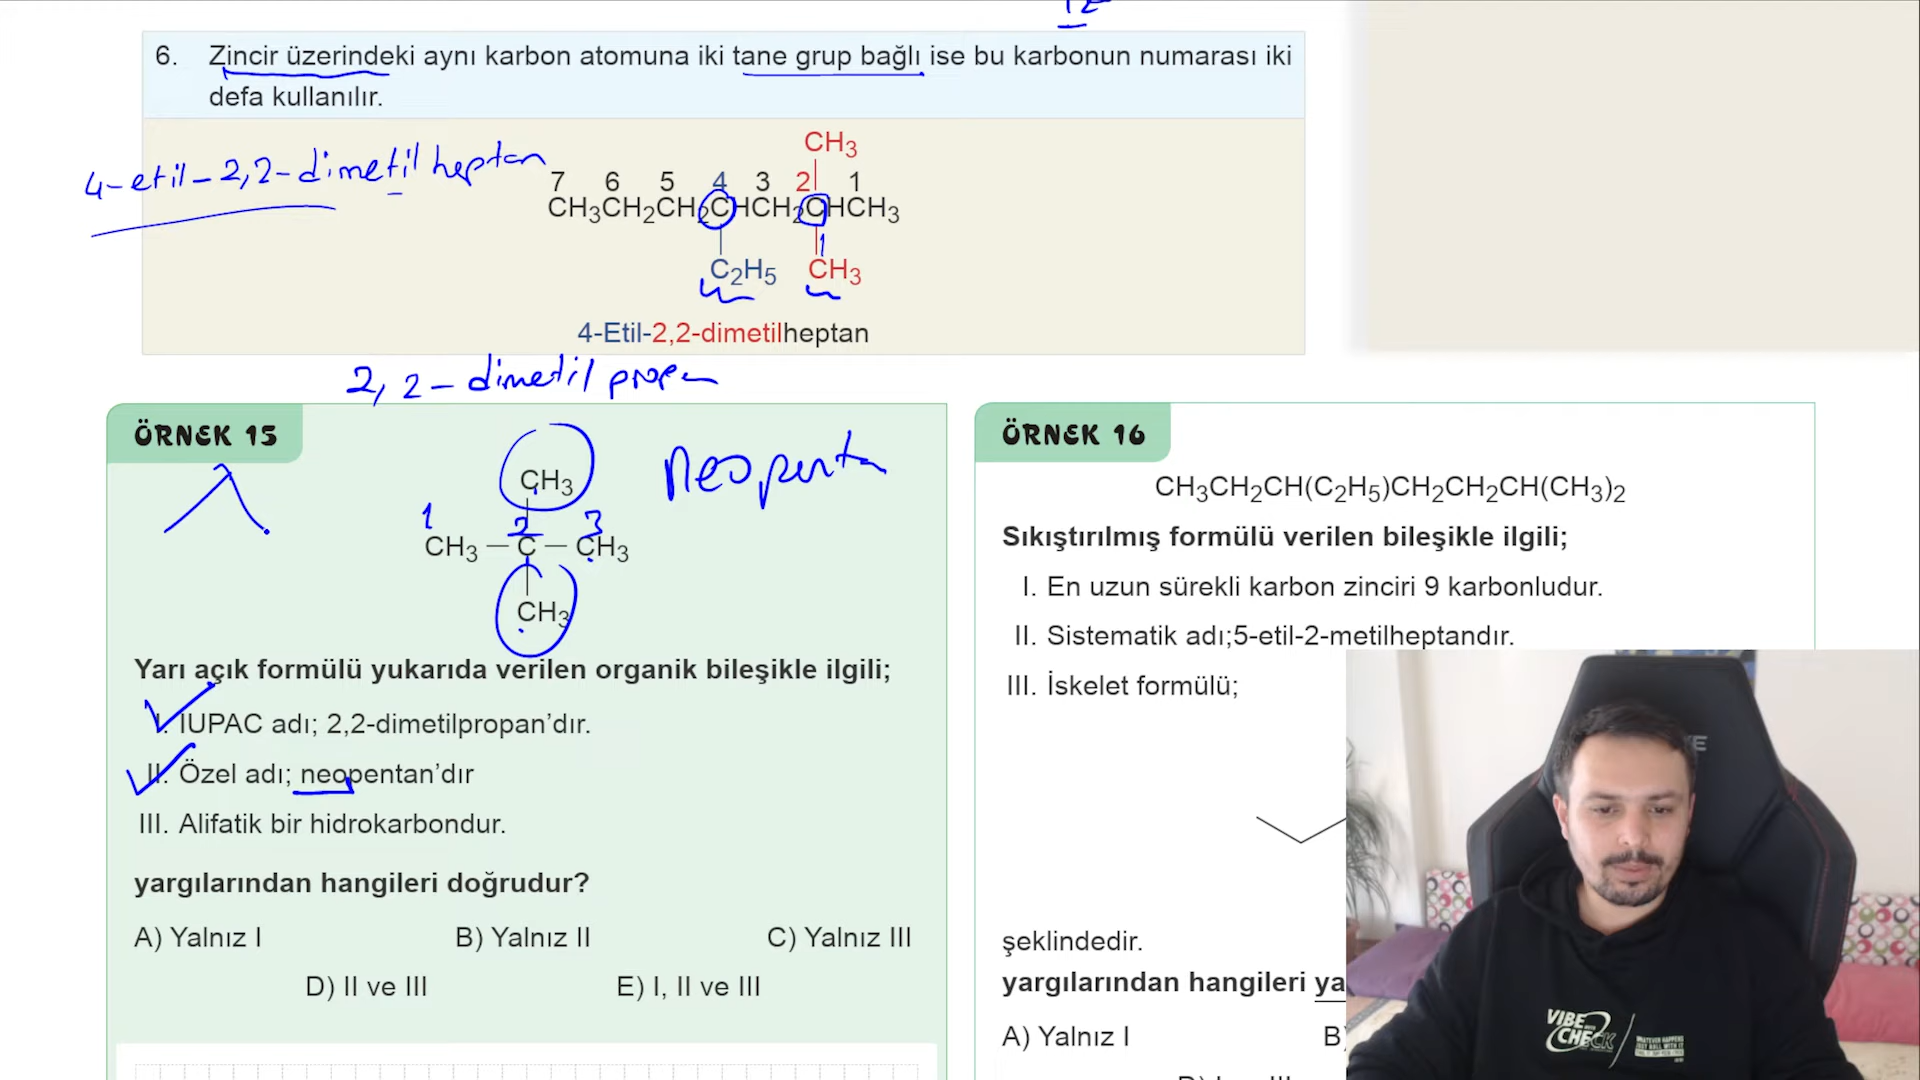 12
6. Zincir üzerindeki aynı karbon atomuna iki tane grup bağlı ise bu karbonun numarası iki
defa kullanılır.
4-etil-2,2-dimetil heptan
CH3
7 6 5 4 3 2 1
CH3CH2CH2CHCH2CHCH3
C2H5 CH3
4-Etil-2,2-dimetilheptan
2,2-dimetil propan
ÖRNEK 15
neopenta
CH3
1 2 3
CH3 — C — CH3
CH3
Yarı açık formülü yukarıda verilen organik bileşikle ilgili;
I. IUPAC adı; 2,2-dimetilpropan’dır.
II. Özel adı; neopentan’dır
III. Alifatik bir hidrokarbondur.
yargılarından hangileri doğrudur?
A) Yalnız I B) Yalnız II C) Yalnız III
D) II ve III E) I, II ve III
ÖRNEK 16
CH3CH2CH(C2H5)CH2CH2CH(CH3)2
Sıkıştırılmış formülü verilen bileşikle ilgili;
I. En uzun sürekli karbon zinciri 9 karbonludur.
II. Sistematik adı;5-etil-2-metilheptandır.
III. İskelet formülü;
şeklindedir.
yargılarından hangileri ya
A) Yalnız I B)
VIBE
CHECK